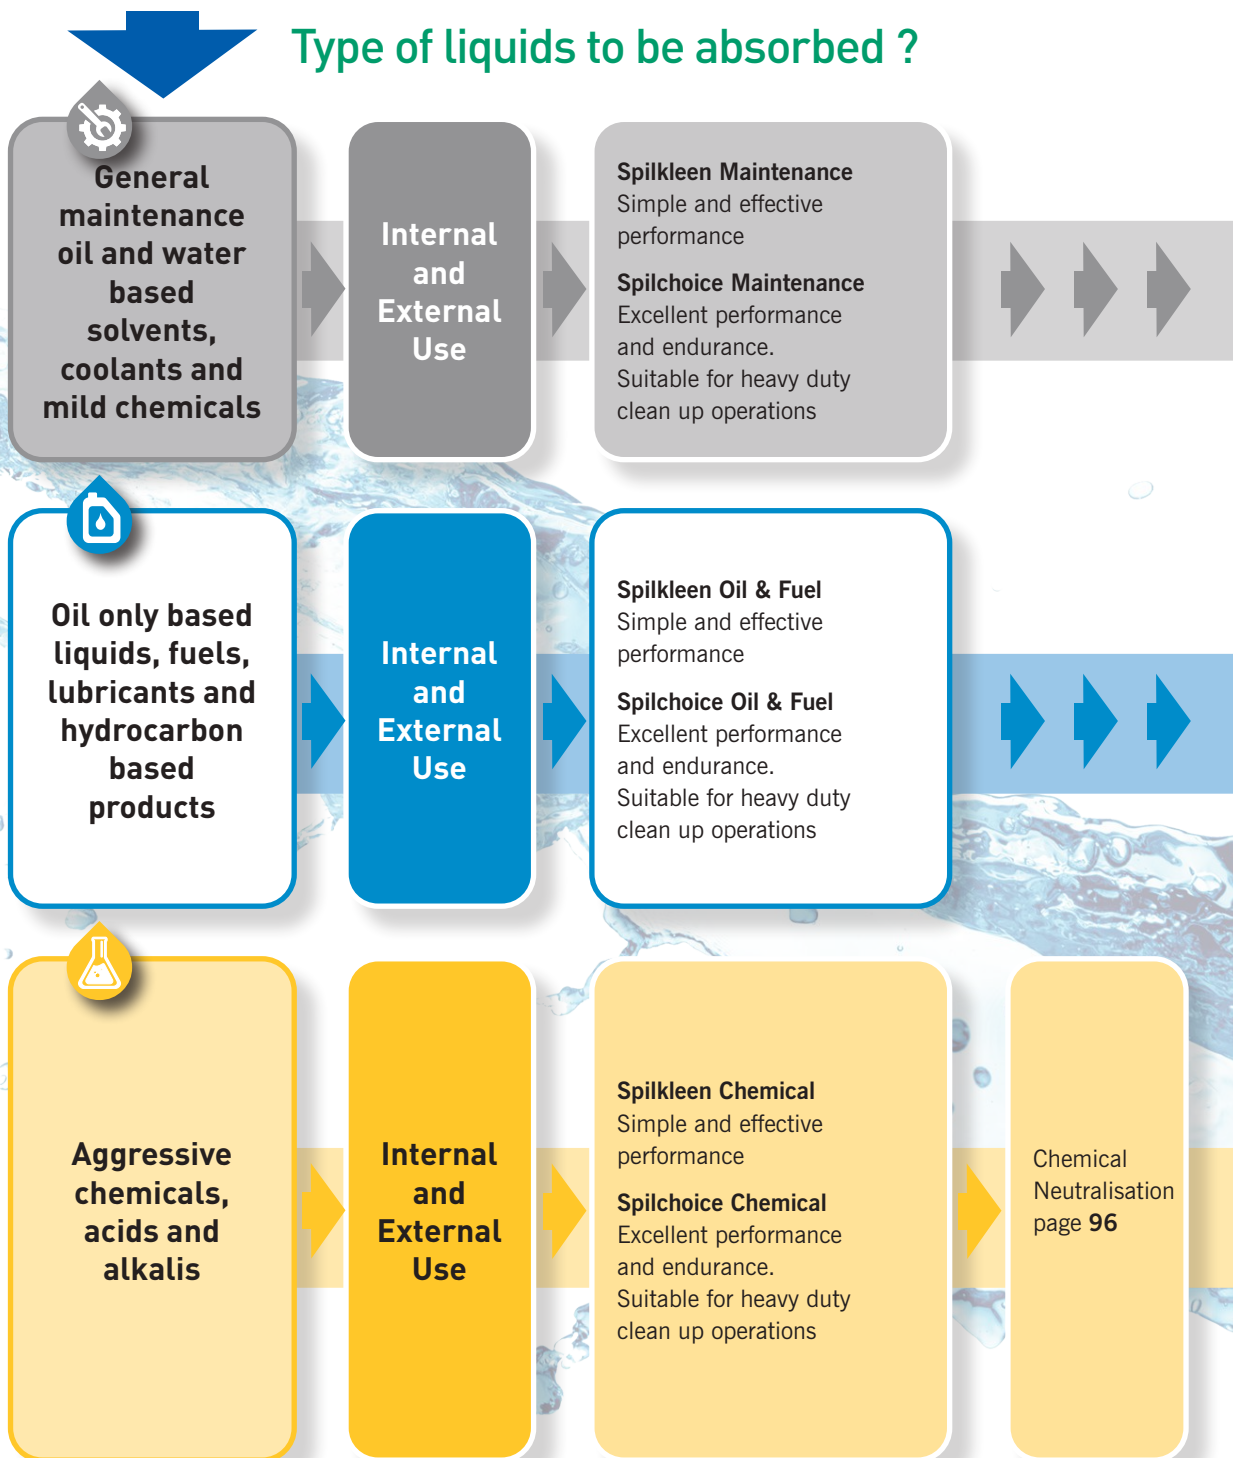 Type of liquids to be absorbed ?
General
maintenance
oil and water
based
solvents,
coolants and
mild chemicals
Internal
and
External
Use
Spilkleen Maintenance
Simple and effective
performance
Spilchoice Maintenance
Excellent performance
and endurance.
Suitable for heavy duty
clean up operations
Oil only based
liquids, fuels,
lubricants and
hydrocarbon
based
products
Internal
and
External
Use
Spilkleen Oil & Fuel
Simple and effective
performance
Spilchoice Oil & Fuel
Excellent performance
and endurance.
Suitable for heavy duty
clean up operations
Aggressive
chemicals,
acids and
alkalis
Internal
and
External
Use
Spilkleen Chemical
Simple and effective
performance
Spilchoice Chemical
Excellent performance
and endurance.
Suitable for heavy duty
clean up operations
Chemical
Neutralisation
page 96